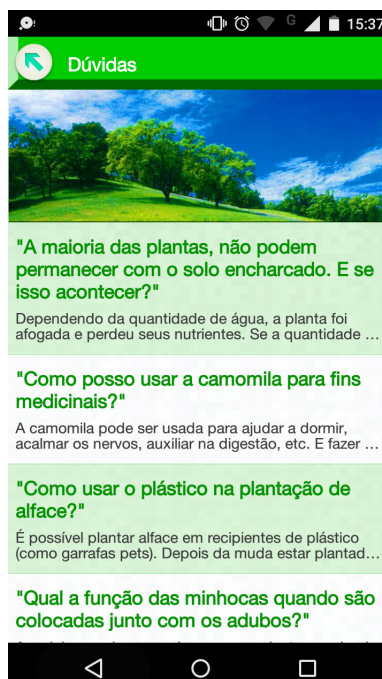 G 15:37
Dúvidas
"A maioria das plantas, não podem
permanecer com o solo encharcado. E se
isso acontecer?"
Dependendo da quantidade de água, a planta foi
afogada e perdeu seus nutrientes. Se a quantidade ...
"Como posso usar a camomila para fins
medicinais?"
A camomila pode ser usada para ajudar a dormir,
acalmar os nervos, auxiliar na digestão, etc. E fazer ...
"Como usar o plástico na plantação de
alface?"
É possível plantar alface em recipientes de plástico
(como garrafas pets). Depois da muda estar plantad...
"Qual a função das minhocas quando são
colocadas junto com os adubos?"